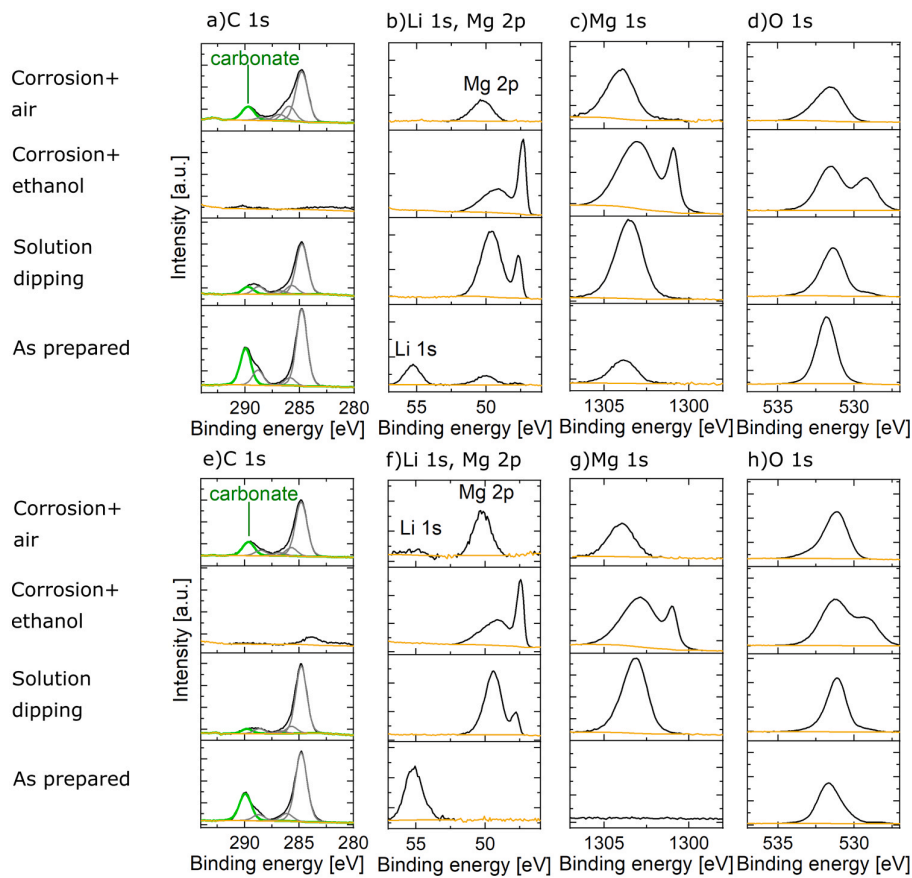 a)C 1s
b)Li 1s, Mg 2p
c)Mg 1s
d)O 1s
Corrosion+
air
carbonate
Mg 2p
Corrosion+
ethanol
Solution
dipping
As prepared
Li 1s
Intensity [a.u.]
290 285 280
55 50
1305 1300
535 530
Binding energy [eV]
Binding energy [eV]
Binding energy [eV]
Binding energy [eV]
e)C 1s
f)Li 1s, Mg 2p
g)Mg 1s
h)O 1s
Corrosion+
air
carbonate
Mg 2p
Li 1s
Corrosion+
ethanol
Solution
dipping
As prepared
Intensity [a.u.]
290 285 280
55 50
1305 1300
535 530
Binding energy [eV]
Binding energy [eV]
Binding energy [eV]
Binding energy [eV]